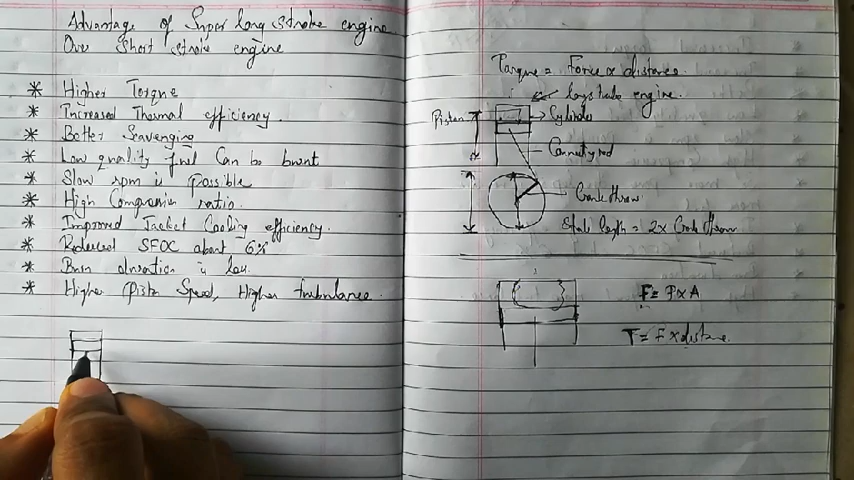 Advantage of Super long stroke engine
Over Short stroke engine
* Higher Torque
* Increased Thermal efficiency.
* Better Scavenging
* Low quality fuel Can be burnt
* Slow rpm is possible
* High Compression ratio.
* Improved Jacket Cooling efficiency.
* Reduced SFOC about 6%
* Burn duration is low.
* Higher Piston Speed, Higher turbulance.
Torque = Force x distance.
long stroke engine.
Piston
Cylinder
Connecting rod
Crank throw
Stroke length = 2x Crank throw
F = P x A
T = F x distance.